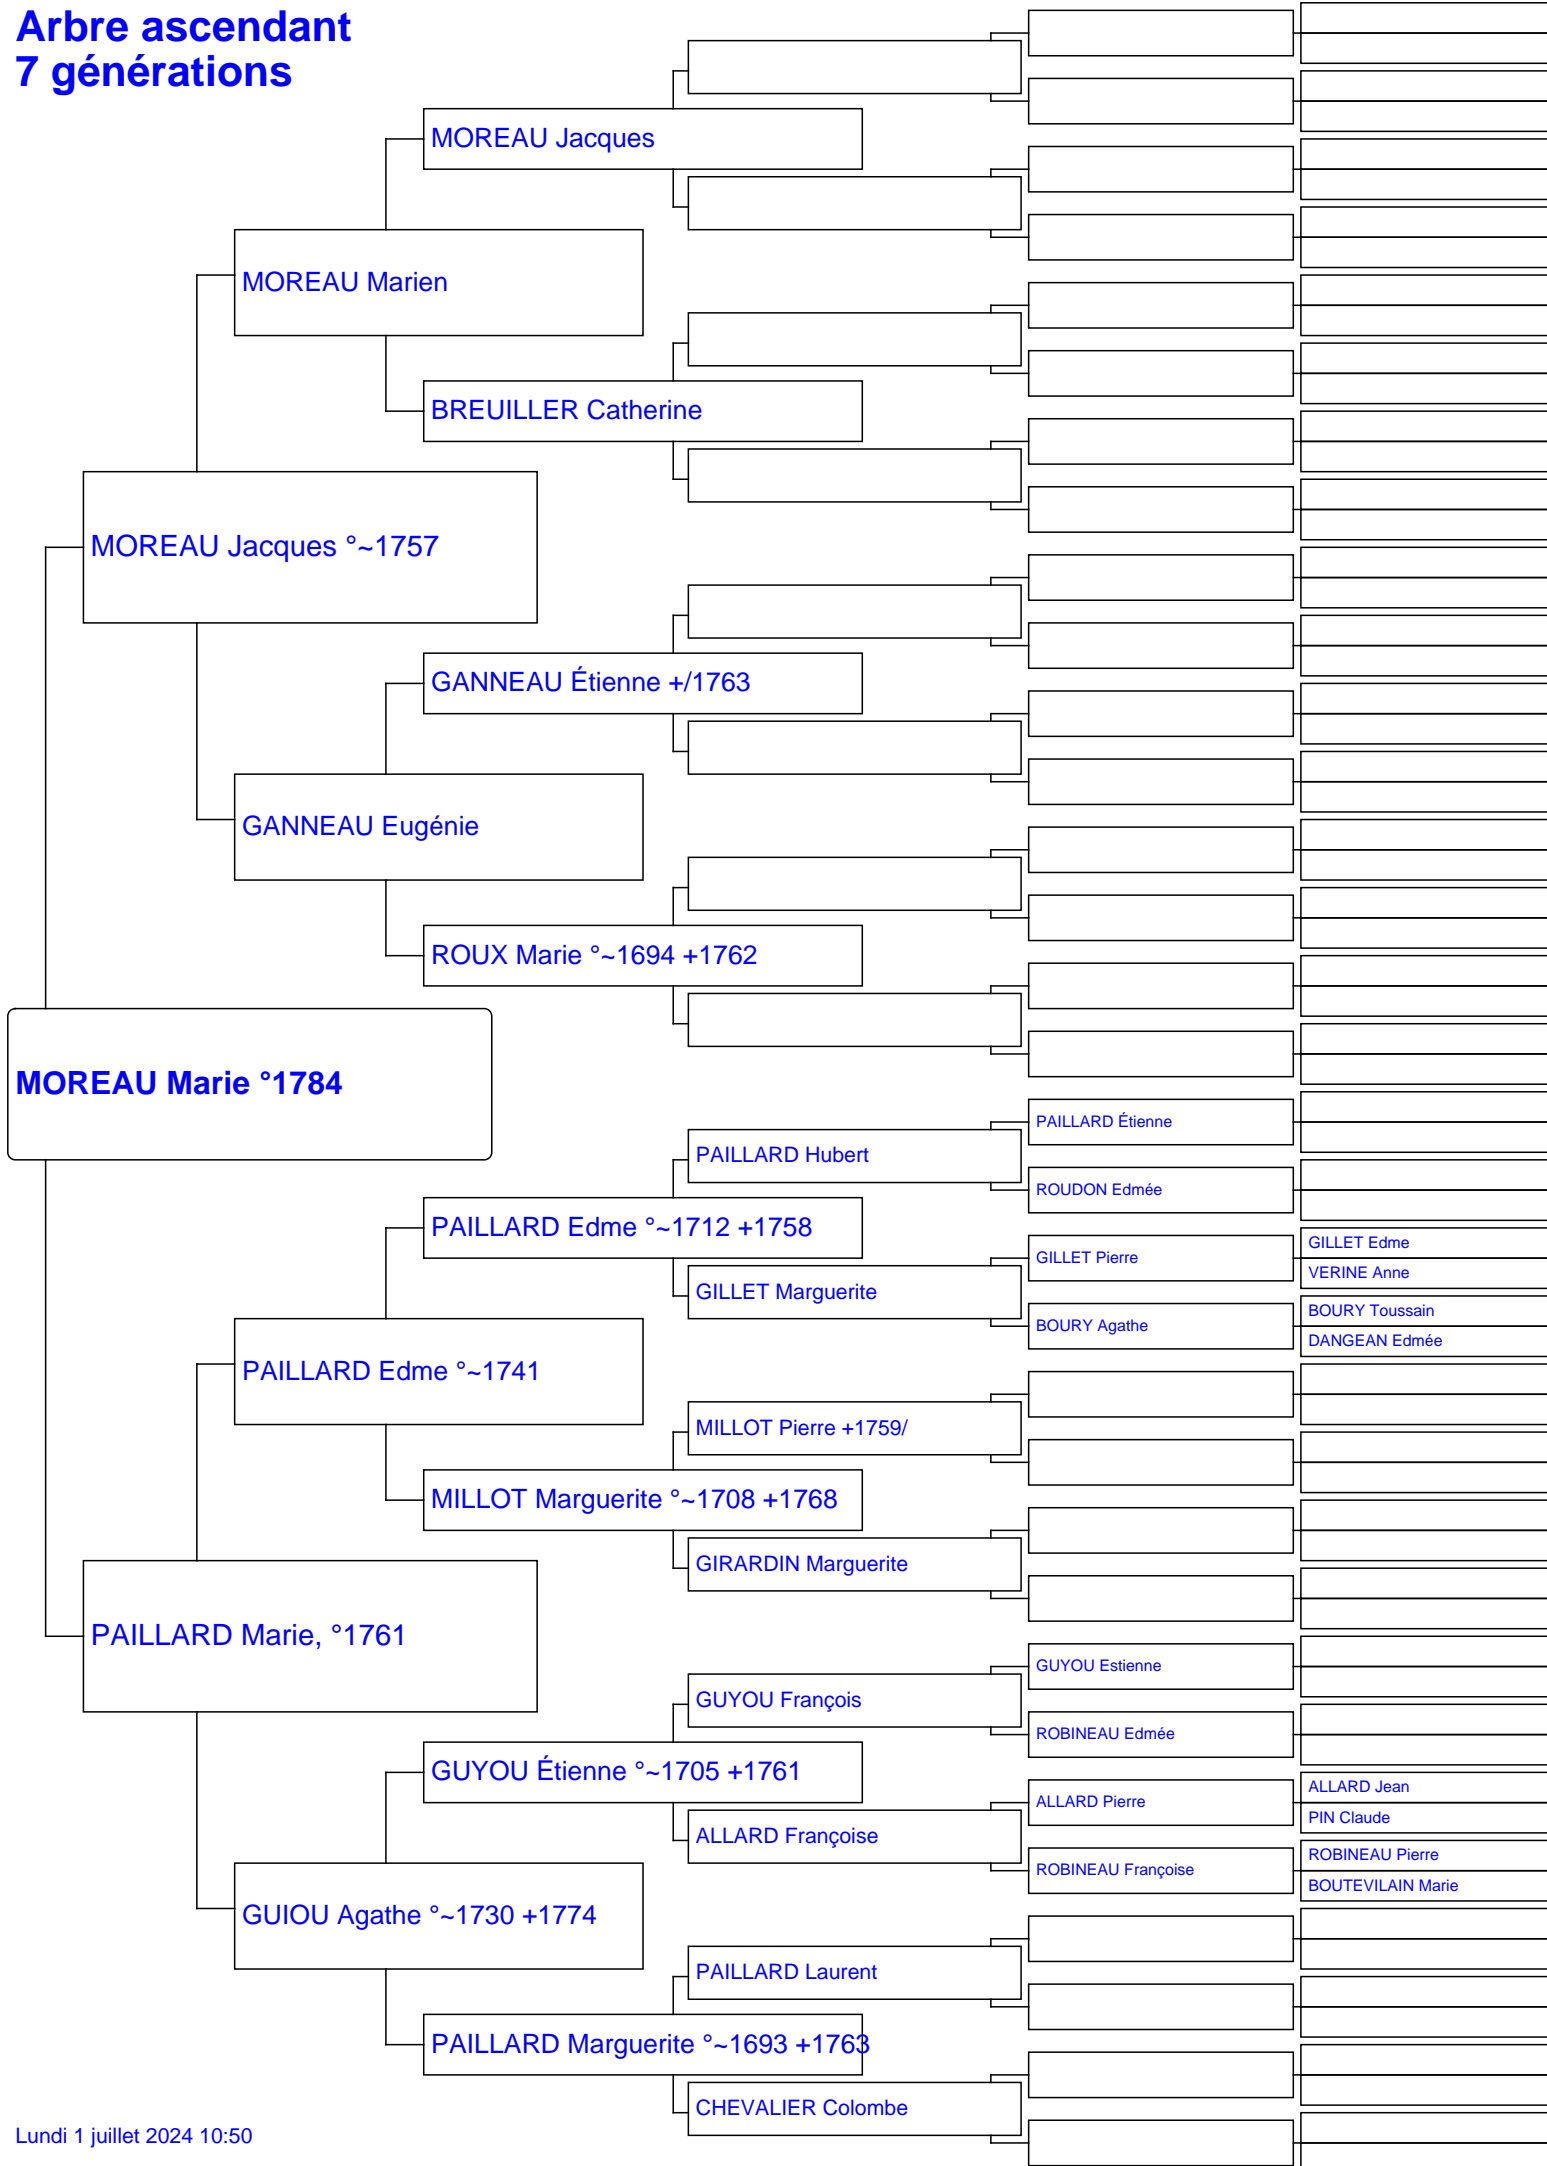 Arbre ascendant
7 générations
MOREAU Jacques
MOREAU Marien
BREUILLER Catherine
MOREAU Jacques °~1757
GANNEAU Étienne +/1763
GANNEAU Eugénie
ROUX Marie °~1694 +1762
MOREAU Marie °1784
PAILLARD Étienne
PAILLARD Hubert
ROUDON Edmée
PAILLARD Edme °~1712 +1758
GILLET Edme
GILLET Pierre
VERINE Anne
GILLET Marguerite
BOURY Toussain
BOURY Agathe
DANGEAN Edmée
PAILLARD Edme °~1741
MILLOT Pierre +1759/
MILLOT Marguerite °~1708 +1768
GIRARDIN Marguerite
PAILLARD Marie, °1761
GUYOU Estienne
GUYOU François
ROBINEAU Edmée
GUYOU Étienne °~1705 +1761
ALLARD Jean
ALLARD Pierre
PIN Claude
ALLARD Françoise
ROBINEAU Pierre
ROBINEAU Françoise
BOUTEVILAIN Marie
GUIOU Agathe °~1730 +1774
PAILLARD Laurent
PAILLARD Marguerite °~1693 +1763
CHEVALIER Colombe
Lundi 1 juillet 2024 10:50